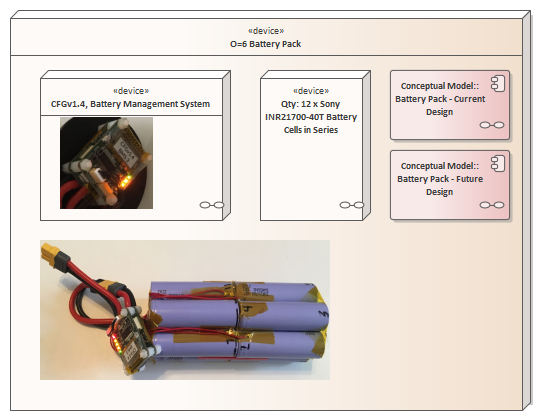 «device»
O=6 Battery Pack
«device»
CFGv1.4, Battery Management System
«device»
Qty: 12 x Sony
INR21700-40T Battery
Cells in Series
Conceptual Model::
Battery Pack - Current
Design
Conceptual Model::
Battery Pack - Future
Design